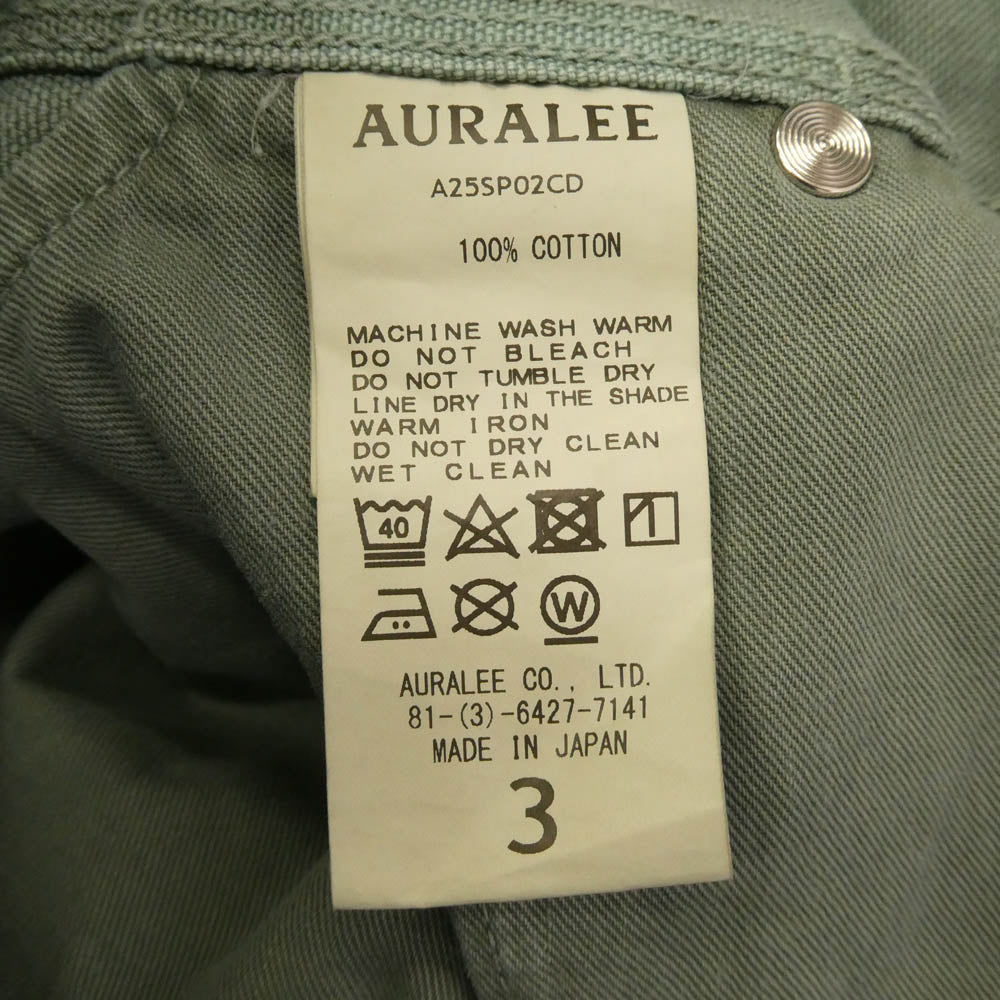 AURALEE
A25SP02CD
100% COTTON
MACHINE WASH WARM
DO NOT BLEACH
DO NOT TUMBLE DRY
LINE DRY IN THE SHADE
WARM IRON
DO NOT DRY CLEAN
WET CLEAN
40
W
AURALEE CO., LTD.
81-(3)-6427-7141
MADE IN JAPAN
3